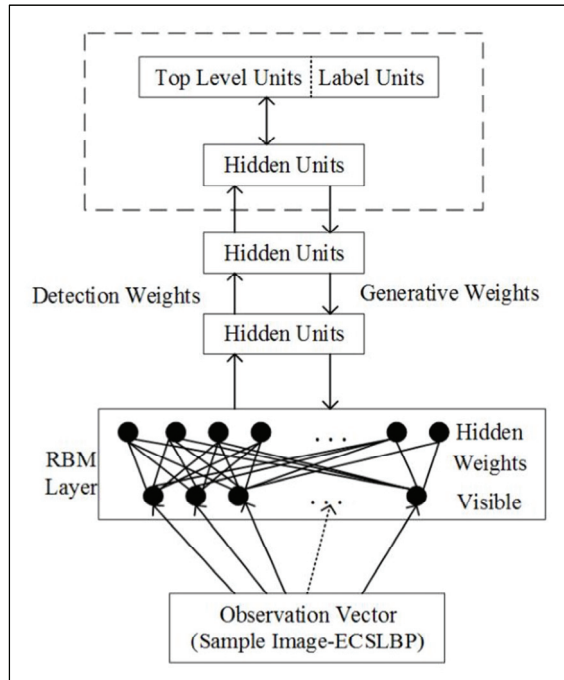 Top Level Units Label Units
Hidden Units
Hidden Units
Detection Weights Generative Weights
Hidden Units
RBM
Layer
. . .
Hidden
Weights
. . .
Visible
Observation Vector
(Sample Image-ECSLBP)